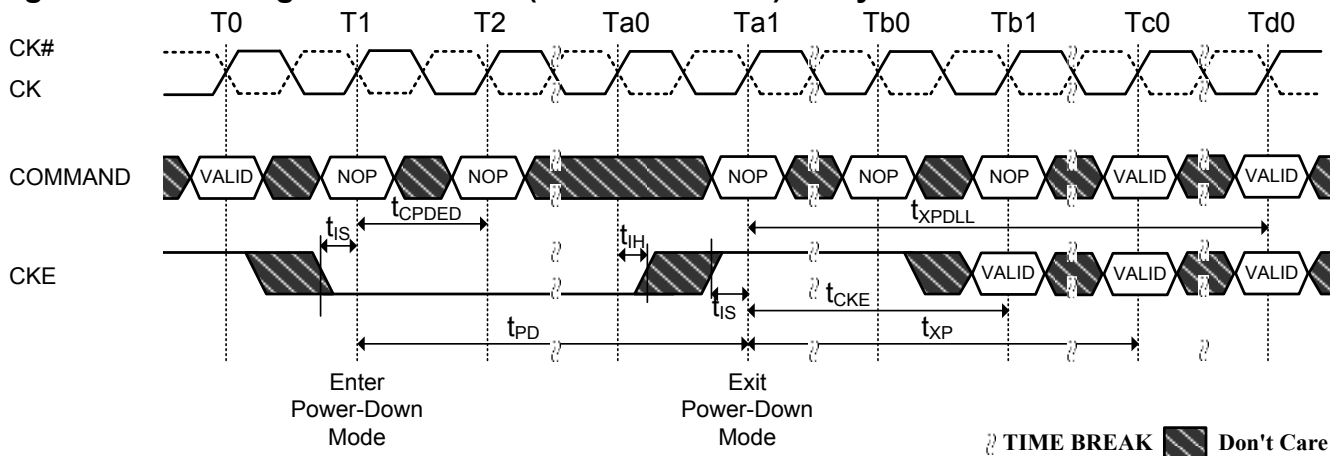 T0 T1 T2 Ta0 Ta1 Tb0 Tb1 Tc0 Td0
CK#
CK
COMMAND
VALID NOP NOP NOP NOP NOP VALID VALID
tCPDED
tXPDLL
tIS
tIH
CKE
VALID VALID VALID
tIS
tCKE
tPD
tXP
Enter
Power-Down
Mode
Exit
Power-Down
Mode
TIME BREAK Don't Care